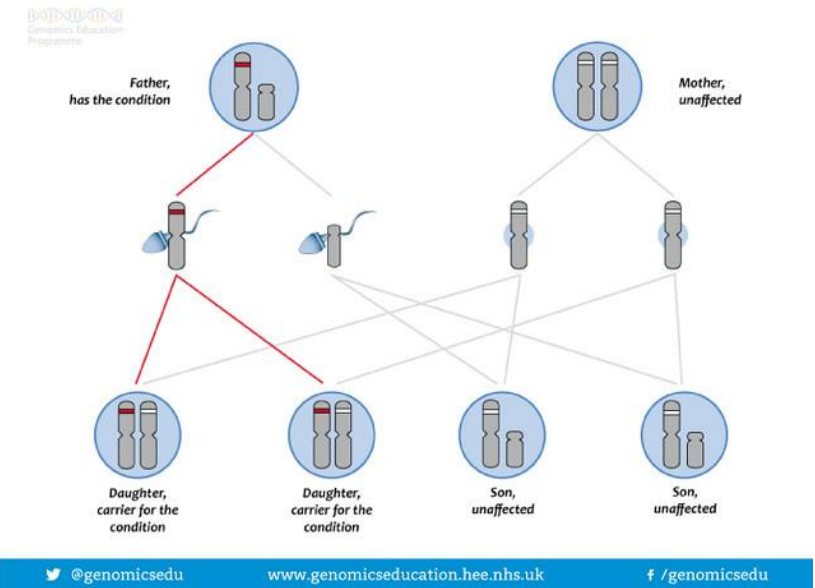 Genomics Education
Programme
Father,
has the condition
Mother,
unaffected
Daughter,
carrier for the
condition
Daughter,
carrier for the
condition
Son,
unaffected
Son,
unaffected
@genomicsedu
www.genomicseducation.hee.nhs.uk
f /genomicsedu